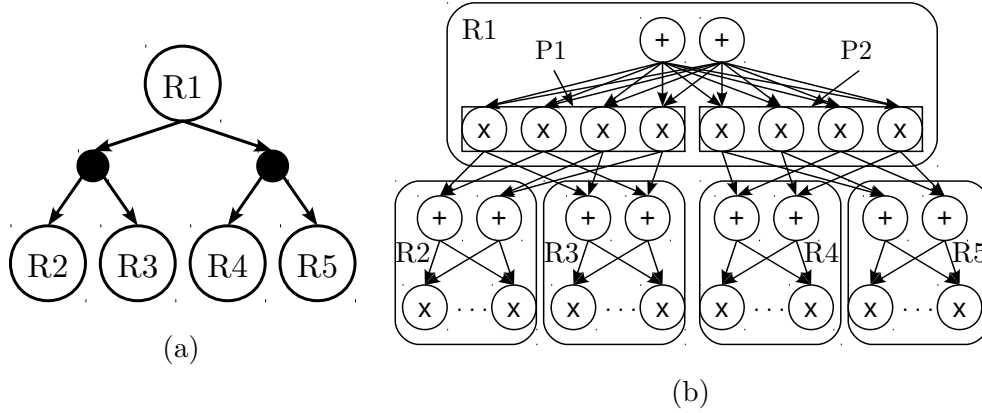 R1
R2 R3 R4 R5
(a)
R1
+ +
P1 P2
x x x x x x x x
+ + + + + + + +
R2 R3 R4 R5
x ... x x ... x x ... x x ... x
(b)